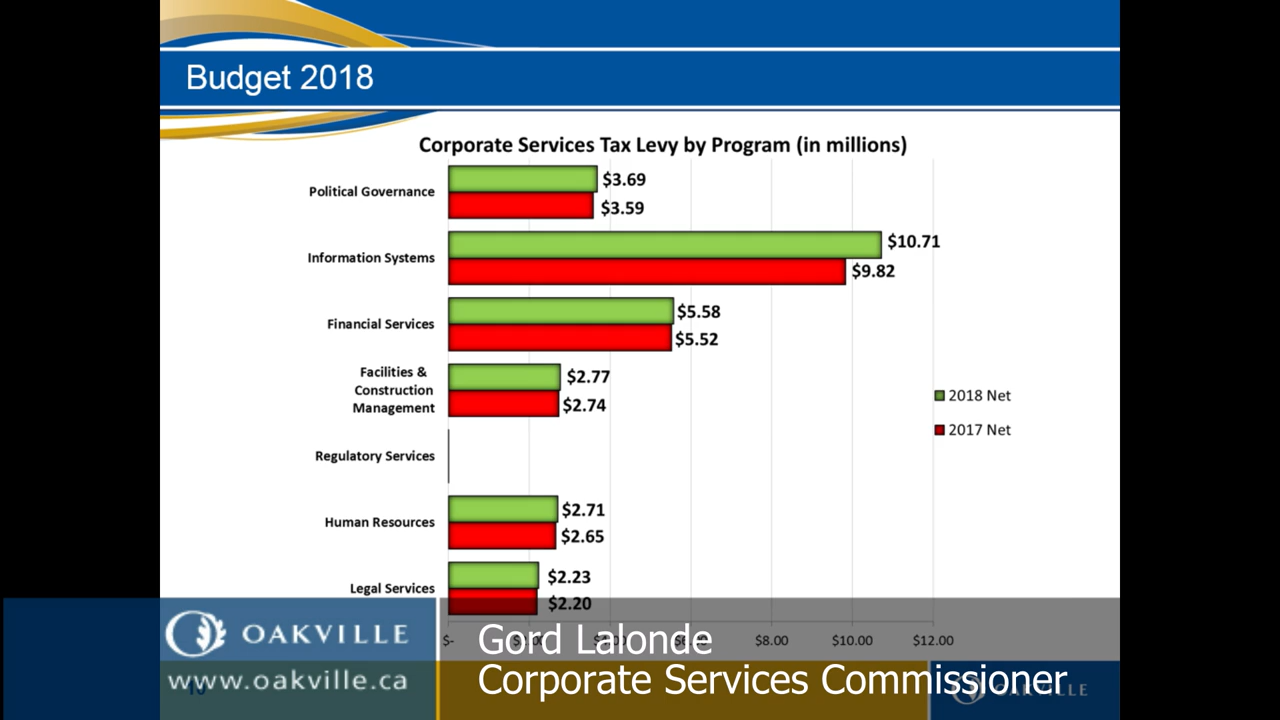 Budget 2018
Corporate Services Tax Levy by Program (in millions)
Political Governance
$3.69
$3.59
Information Systems
$10.71
$9.82
Financial Services
$5.58
$5.52
Facilities &
Construction
Management
$2.77
$2.74
Regulatory Services
Human Resources
$2.71
$2.65
Legal Services
$2.23
$2.20
2018 Net
2017 Net
$-
$8.00
$10.00
$12.00
OAKVILLE
www.oakville.ca
Gord Lalonde
Corporate Services Commissioner
OAKVILLE